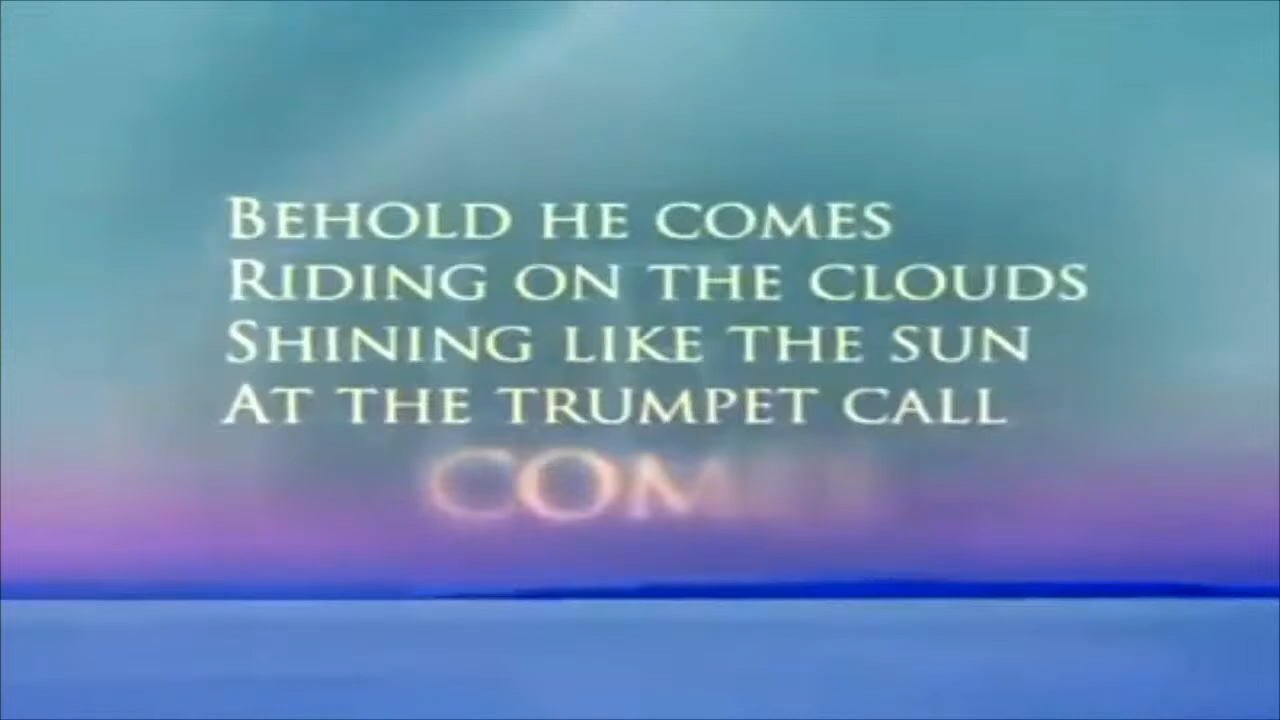 BEHOLD HE COMES
RIDING ON THE CLOUDS
SHINING LIKE THE SUN
AT THE TRUMPET CALL